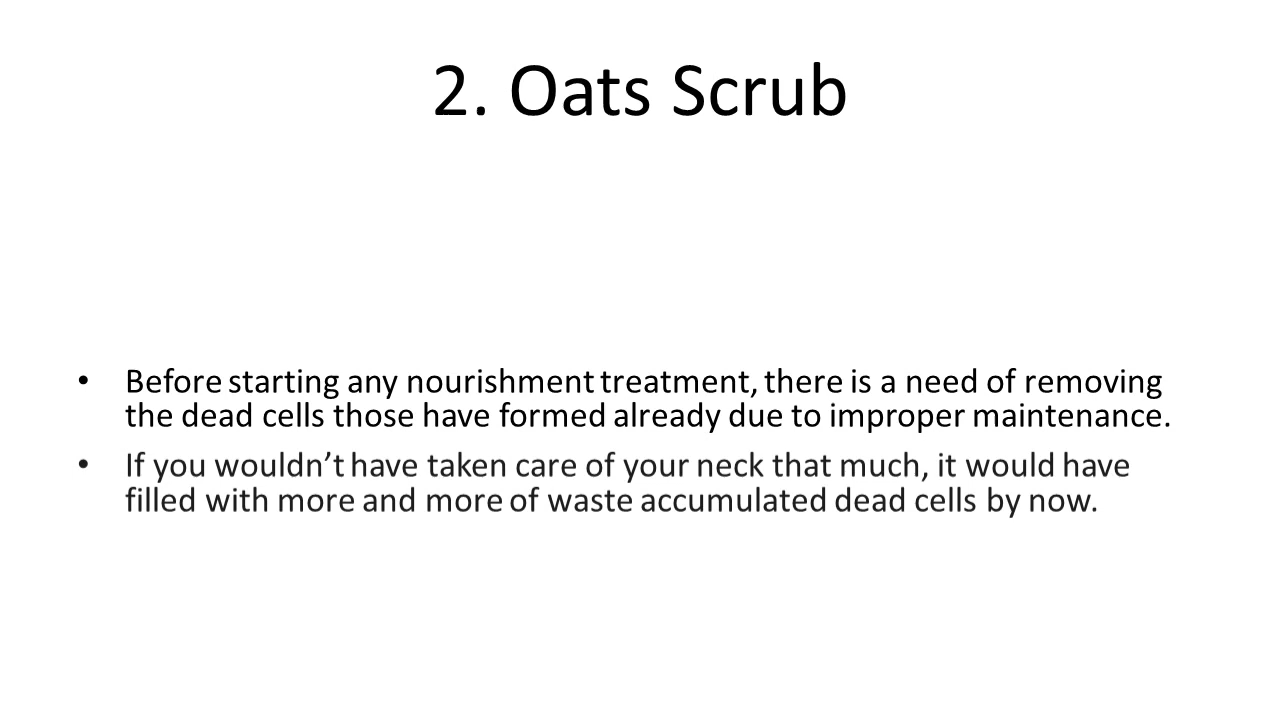 2. Oats Scrub
• Before starting any nourishment treatment, there is a need of removing
the dead cells those have formed already due to improper maintenance.
• If you wouldn’t have taken care of your neck that much, it would have
filled with more and more of waste accumulated dead cells by now.